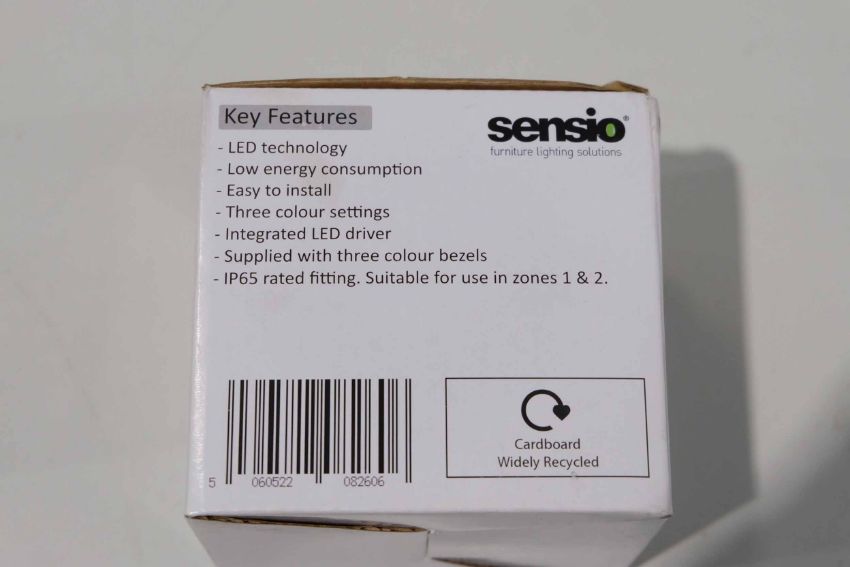 Key Features
sensio®
furniture lighting solutions
- LED technology
- Low energy consumption
- Easy to install
- Three colour settings
- Integrated LED driver
- Supplied with three colour bezels
- IP65 rated fitting. Suitable for use in zones 1 & 2.
Cardboard
Widely Recycled
5 060522 082606